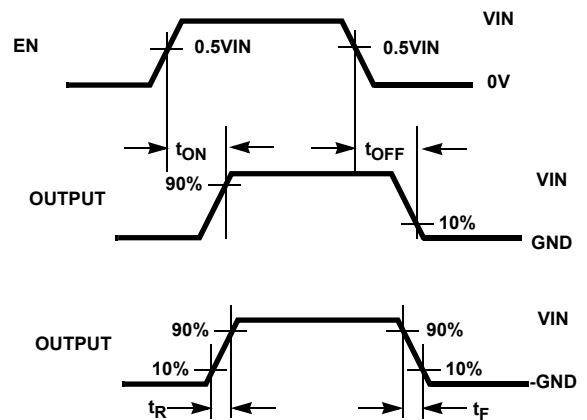 VIN
EN
0.5VIN
0.5VIN
0V
tON
tOFF
90%
VIN
OUTPUT
10%
GND
VIN
90%
90%
OUTPUT
10%
10%
-GND
tR
tF